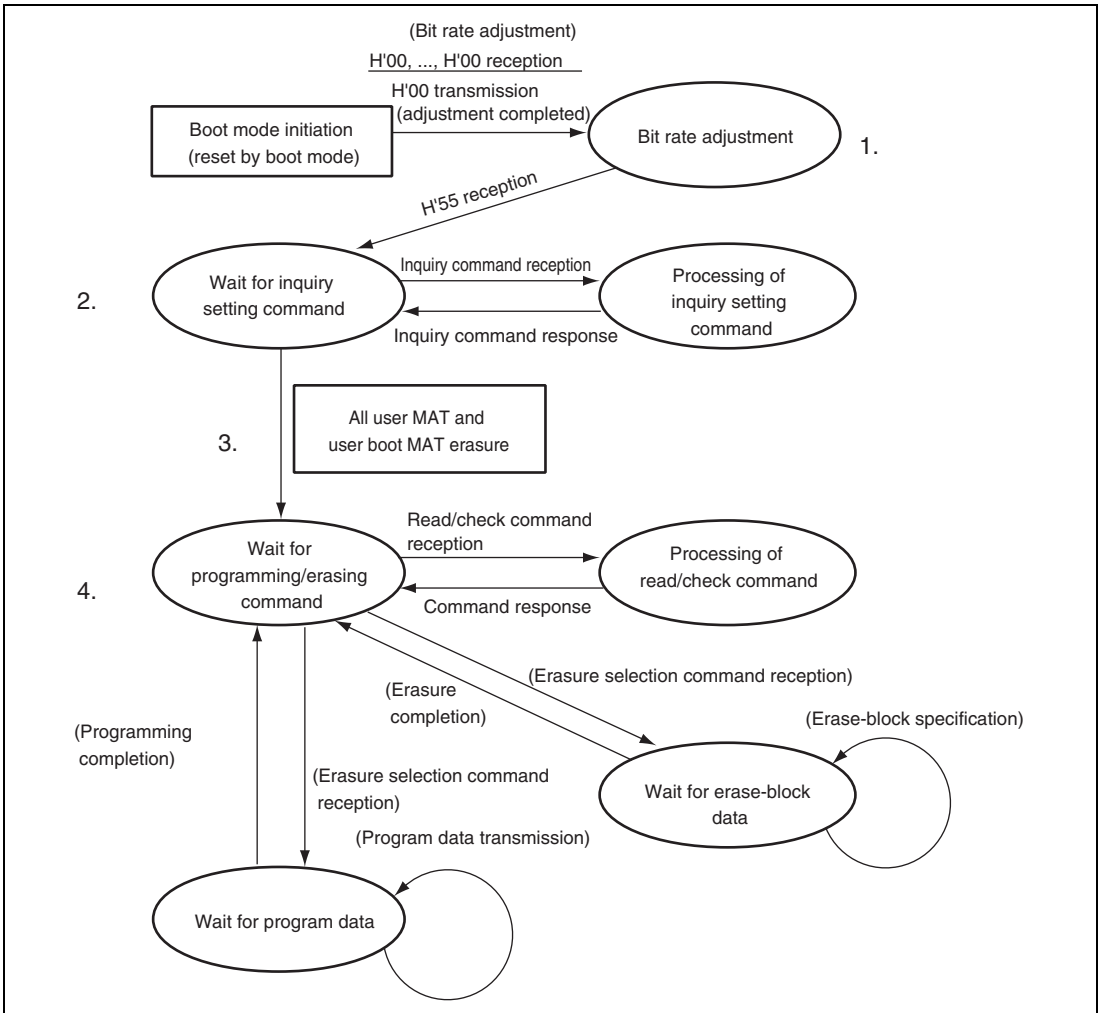 (Bit rate adjustment)
H'00, ..., H'00 reception
H'00 transmission
(adjustment completed)
Boot mode initiation
(reset by boot mode)
Bit rate adjustment
1.
H'55 reception
2.
Wait for inquiry
setting command
Inquiry command reception
Inquiry command response
Processing of
inquiry setting
command
3.
All user MAT and
user boot MAT erasure
4.
Wait for
programming/erasing
command
Read/check command
reception
Command response
Processing of
read/check command
(Erasure selection command reception)
(Erasure
completion)
(Erase-block specification)
(Programming
completion)
(Erasure selection command
reception)
Wait for erase-block
data
(Program data transmission)
Wait for program data